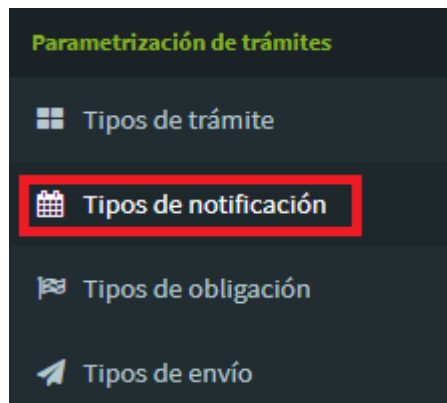 Parametrización de trámites
Tipos de trámite
Tipos de notificación
Tipos de obligación
Tipos de envío